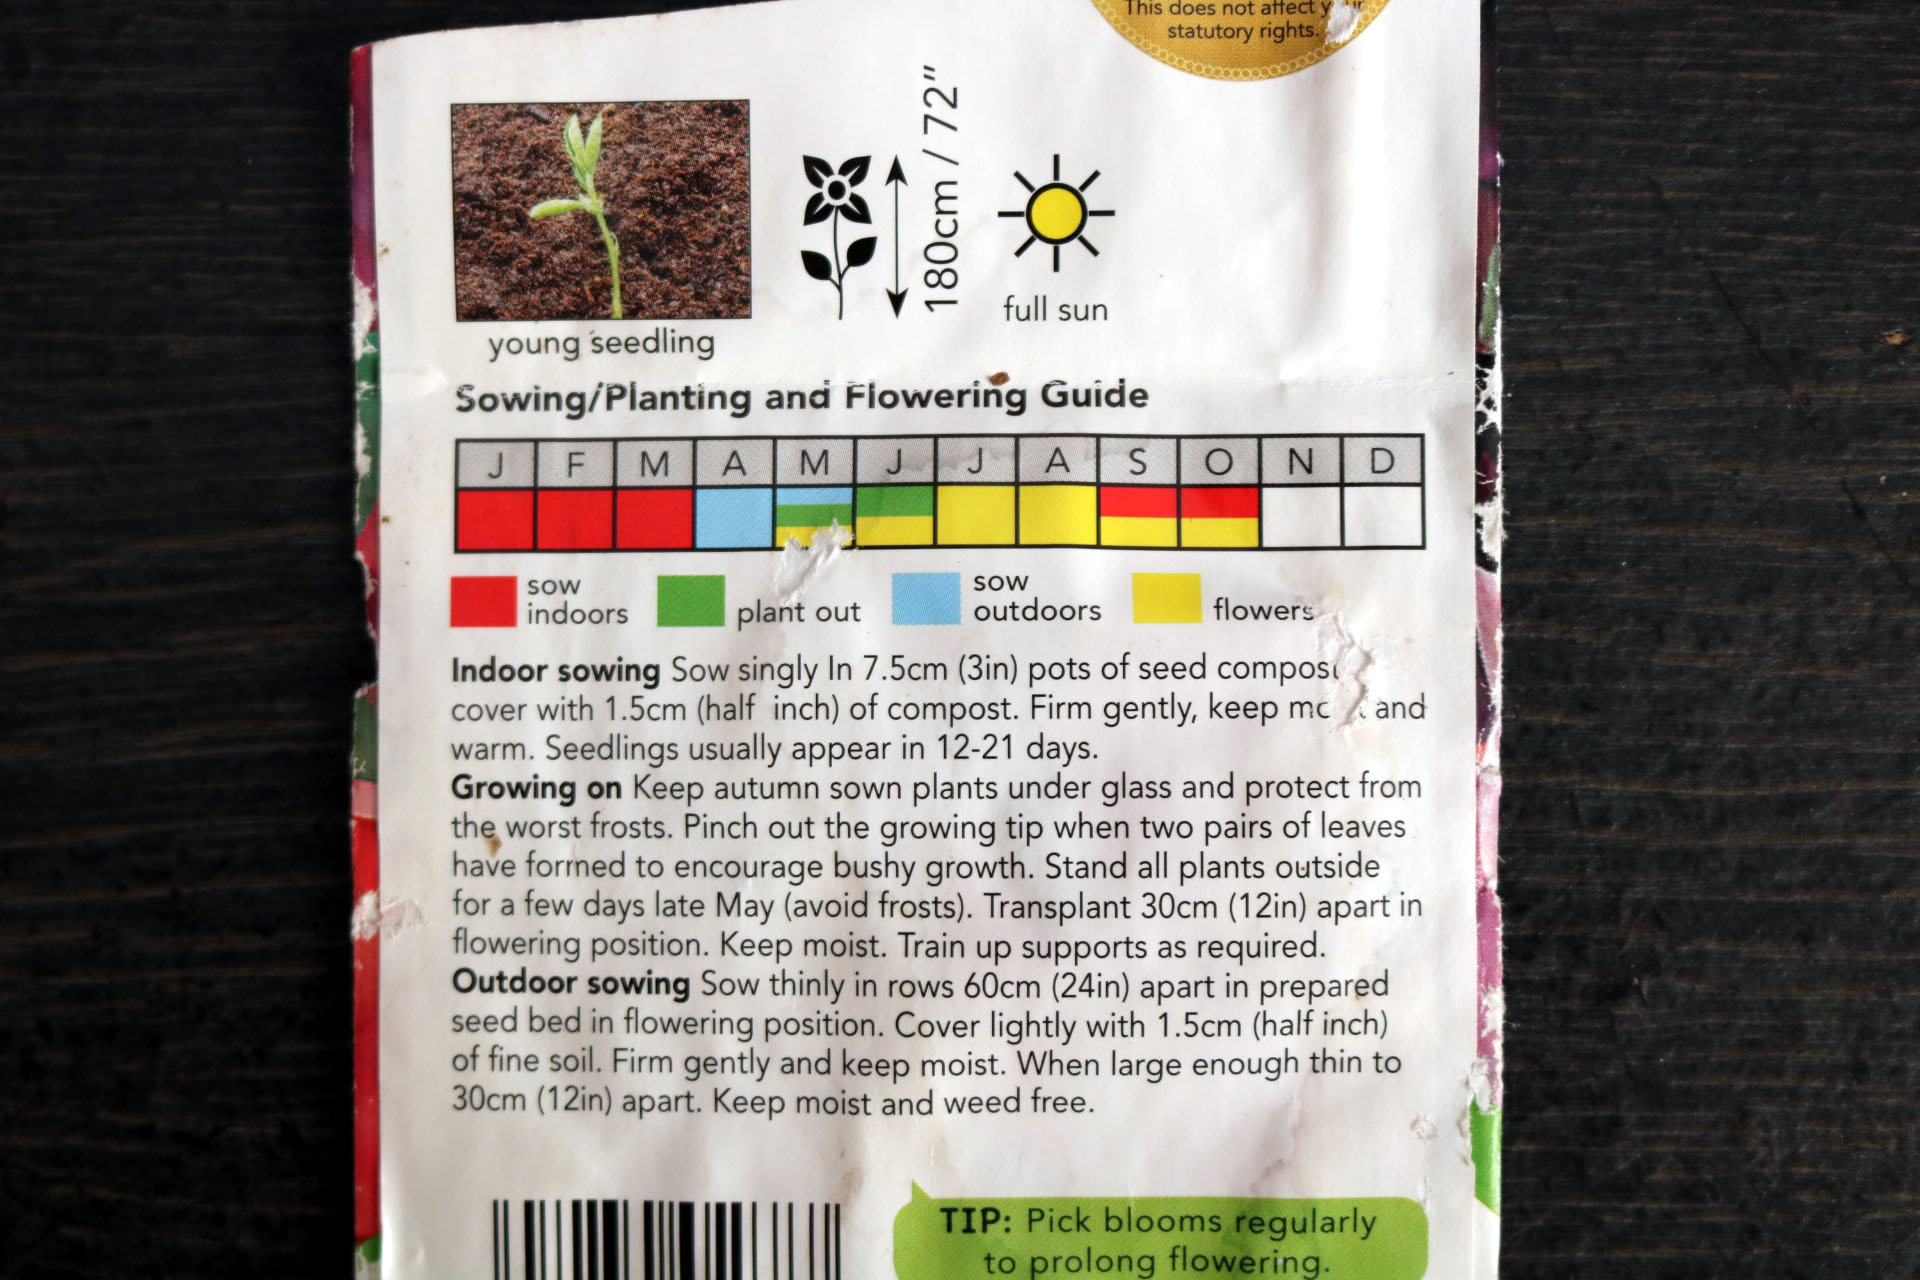 This does not affect your
statutory rights.
180cm / 72"
full sun
young seedling
Sowing/Planting and Flowering Guide
J F M A M J J A S O N D
sow indoors
plant out
sow outdoors
flowers
Indoor sowing Sow singly In 7.5cm (3in) pots of seed compost
cover with 1.5cm (half inch) of compost. Firm gently, keep and
warm. Seedlings usually appear in 12-21 days.
Growing on Keep autumn sown plants under glass and protect from
the worst frosts. Pinch out the growing tip when two pairs of leaves
have formed to encourage bushy growth. Stand all plants outside
for a few days late May (avoid frosts). Transplant 30cm (12in) apart in
flowering position. Keep moist. Train up supports as required.
Outdoor sowing Sow thinly in rows 60cm (24in) apart in prepared
seed bed in flowering position. Cover lightly with 1.5cm (half inch)
of fine soil. Firm gently and keep moist. When large enough thin to
30cm (12in) apart. Keep moist and weed free.
TIP: Pick blooms regularly
to prolong flowering.